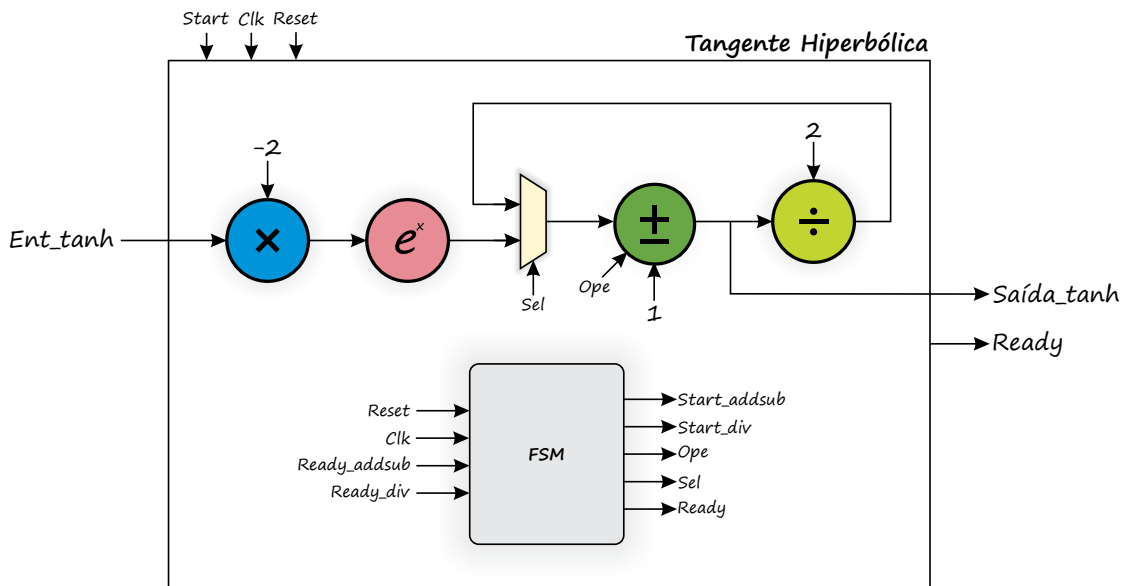 Start Clk Reset
Tangente Hiperbólica
-2
2
Ent_tanh
×
e^x
±
÷
Sel
Ope
1
Saída_tanh
Ready
Reset
Clk
Ready_addsub
Ready_div
FSM
Start_addsub
Start_div
Ope
Sel
Ready